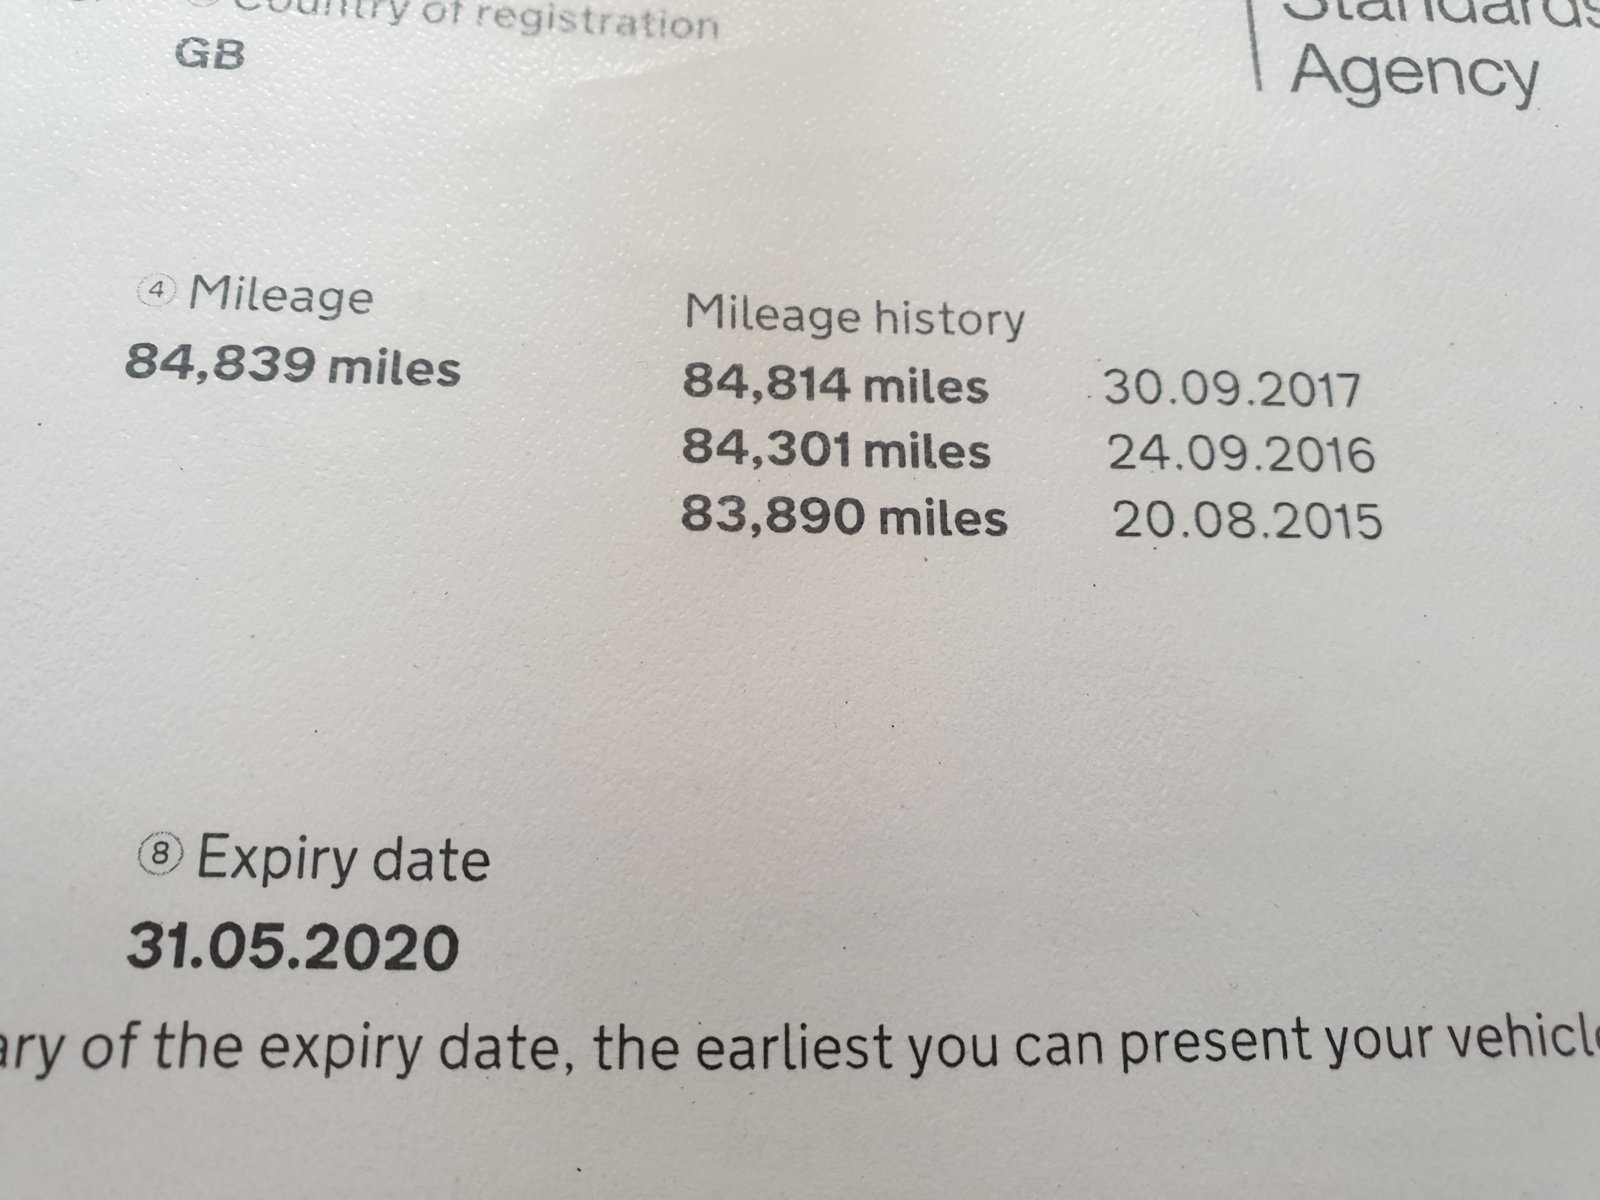 Country of registration
GB
Standards
Agency
4 Mileage
84,839 miles
Mileage history
84,814 miles 30.09.2017
84,301 miles 24.09.2016
83,890 miles 20.08.2015
8 Expiry date
31.05.2020
ary of the expiry date, the earliest you can present your vehicle